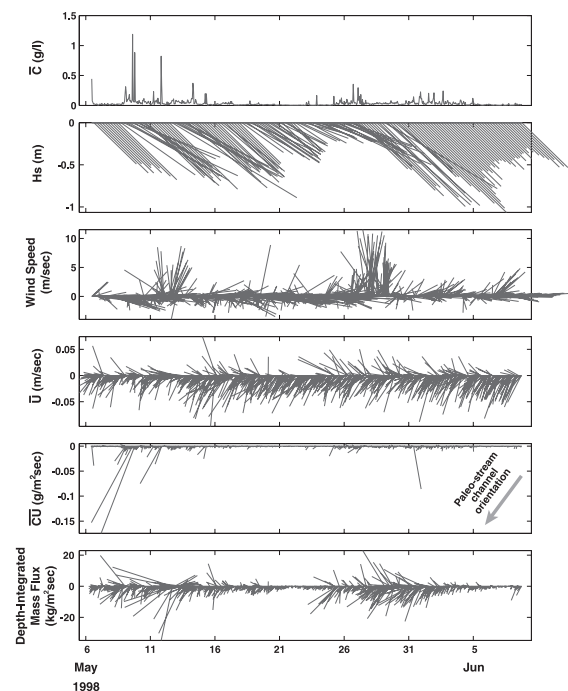 1.5
1
0.5
0
C̅ (g/l)
0
-0.5
-1
Hs (m)
10
5
0
Wind Speed
(m/sec)
0.05
0
-0.05
U̅ (m/sec)
0
-0.05
-0.1
-0.15
C̅U̅ (g/m²sec)
Paleo-stream
channel
orientation
20
0
-20
Depth-Integrated
Mass Flux
(kg/m²sec)
6 11 16 21 26 31 5
May Jun
1998